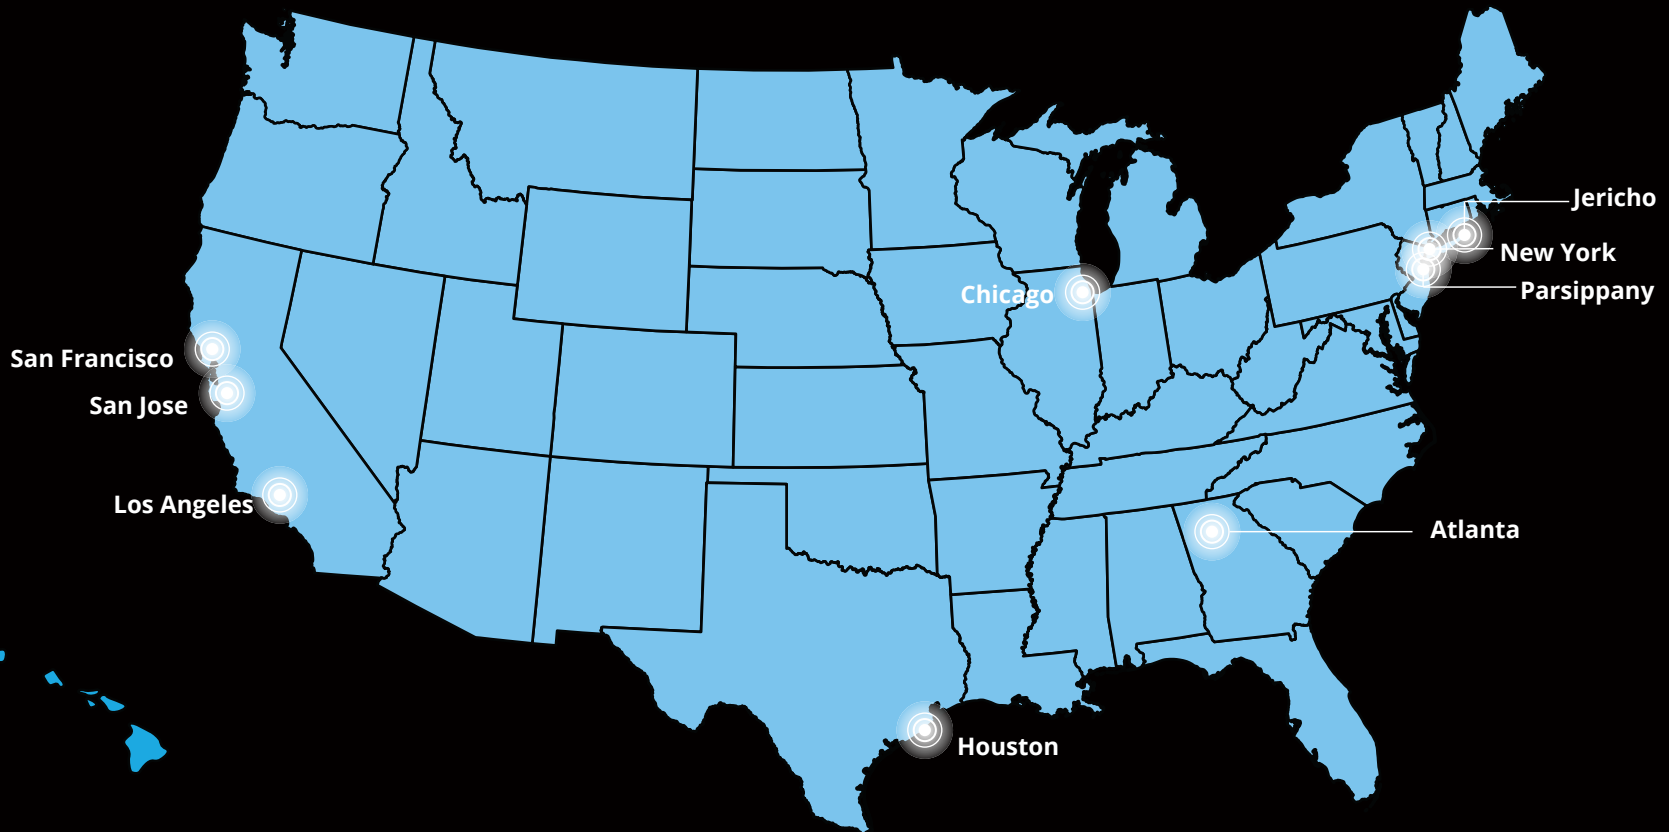 Jericho
New York
Parsippany
Chicago
San Francisco
San Jose
Los Angeles
Atlanta
Houston